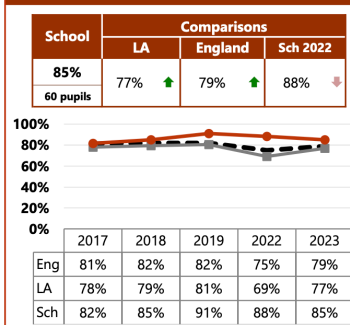 School Comparisons
LA England Sch 2022
85% 77% 79% 88%
60 pupils
100%
80%
60%
40%
20%
0%
2017 2018 2019 2022 2023
Eng 81% 82% 82% 75% 79%
LA 78% 79% 81% 69% 77%
Sch 82% 85% 91% 88% 85%